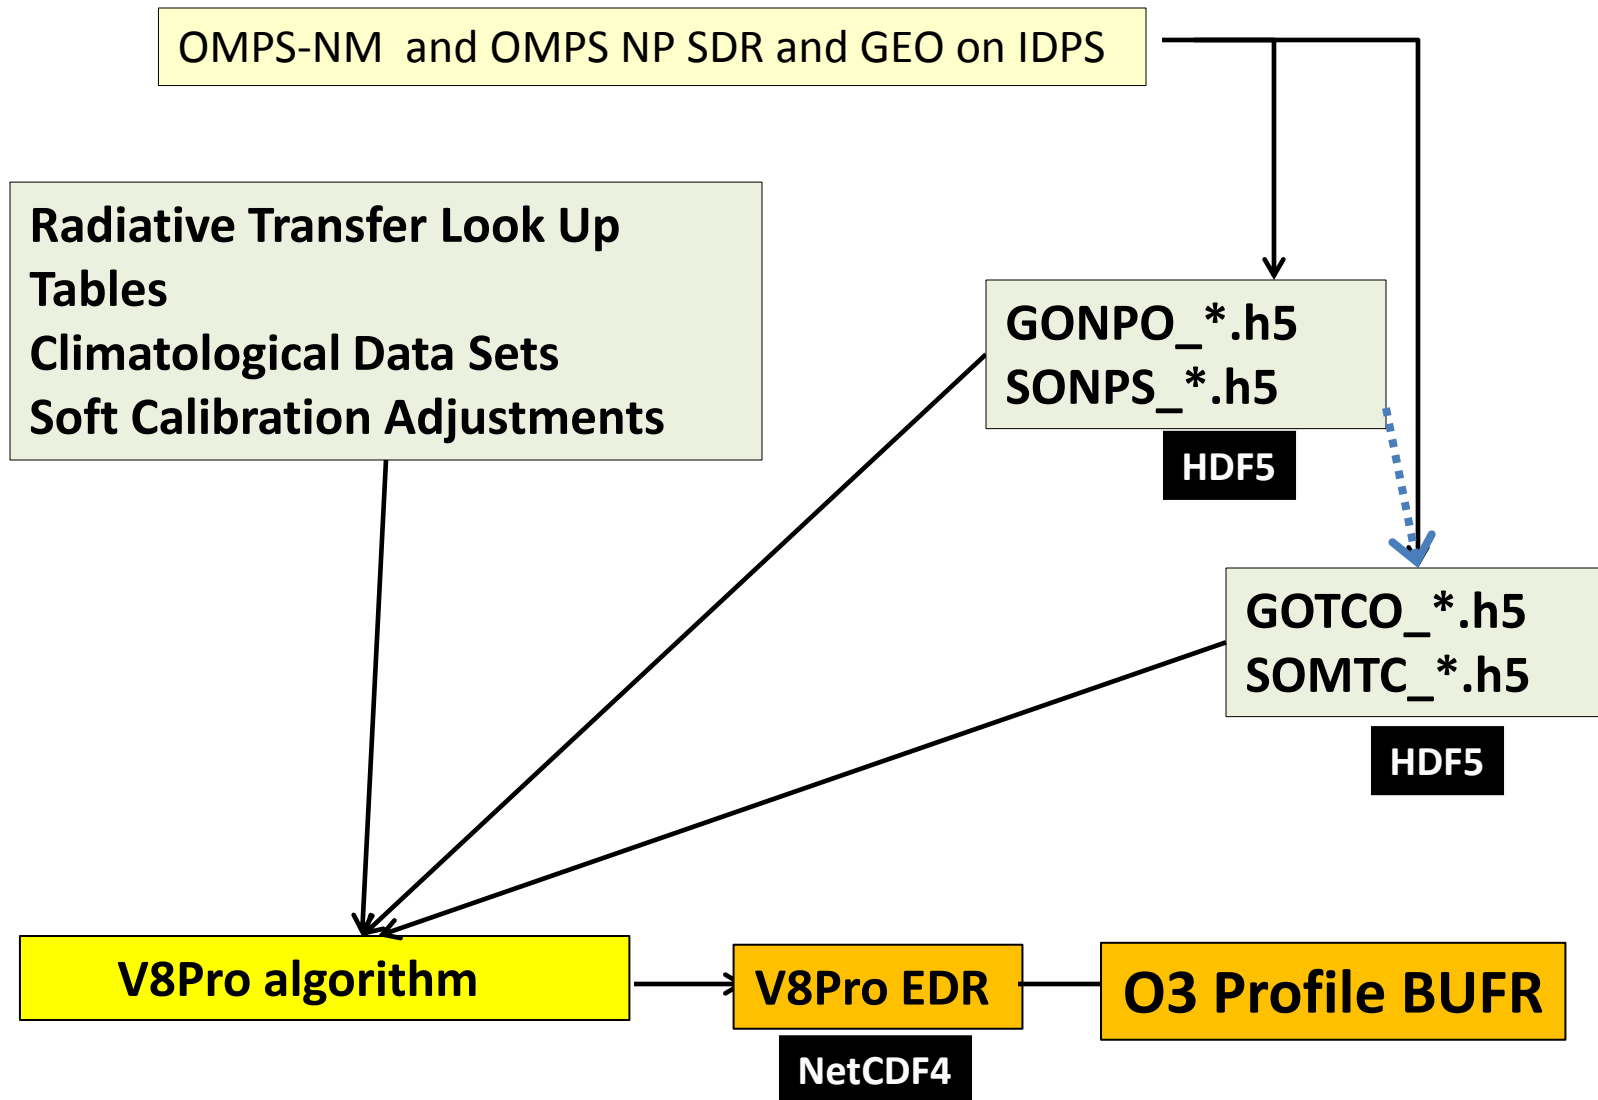 OMPS-NM and OMPS NP SDR and GEO on IDPS
Radiative Transfer Look Up
Tables
Climatological Data Sets
Soft Calibration Adjustments
GONPO_*.h5
SONPS_*.h5
HDF5
GOTCO_*.h5
SOMTC_*.h5
HDF5
V8Pro algorithm
V8Pro EDR
O3 Profile BUFR
NetCDF4